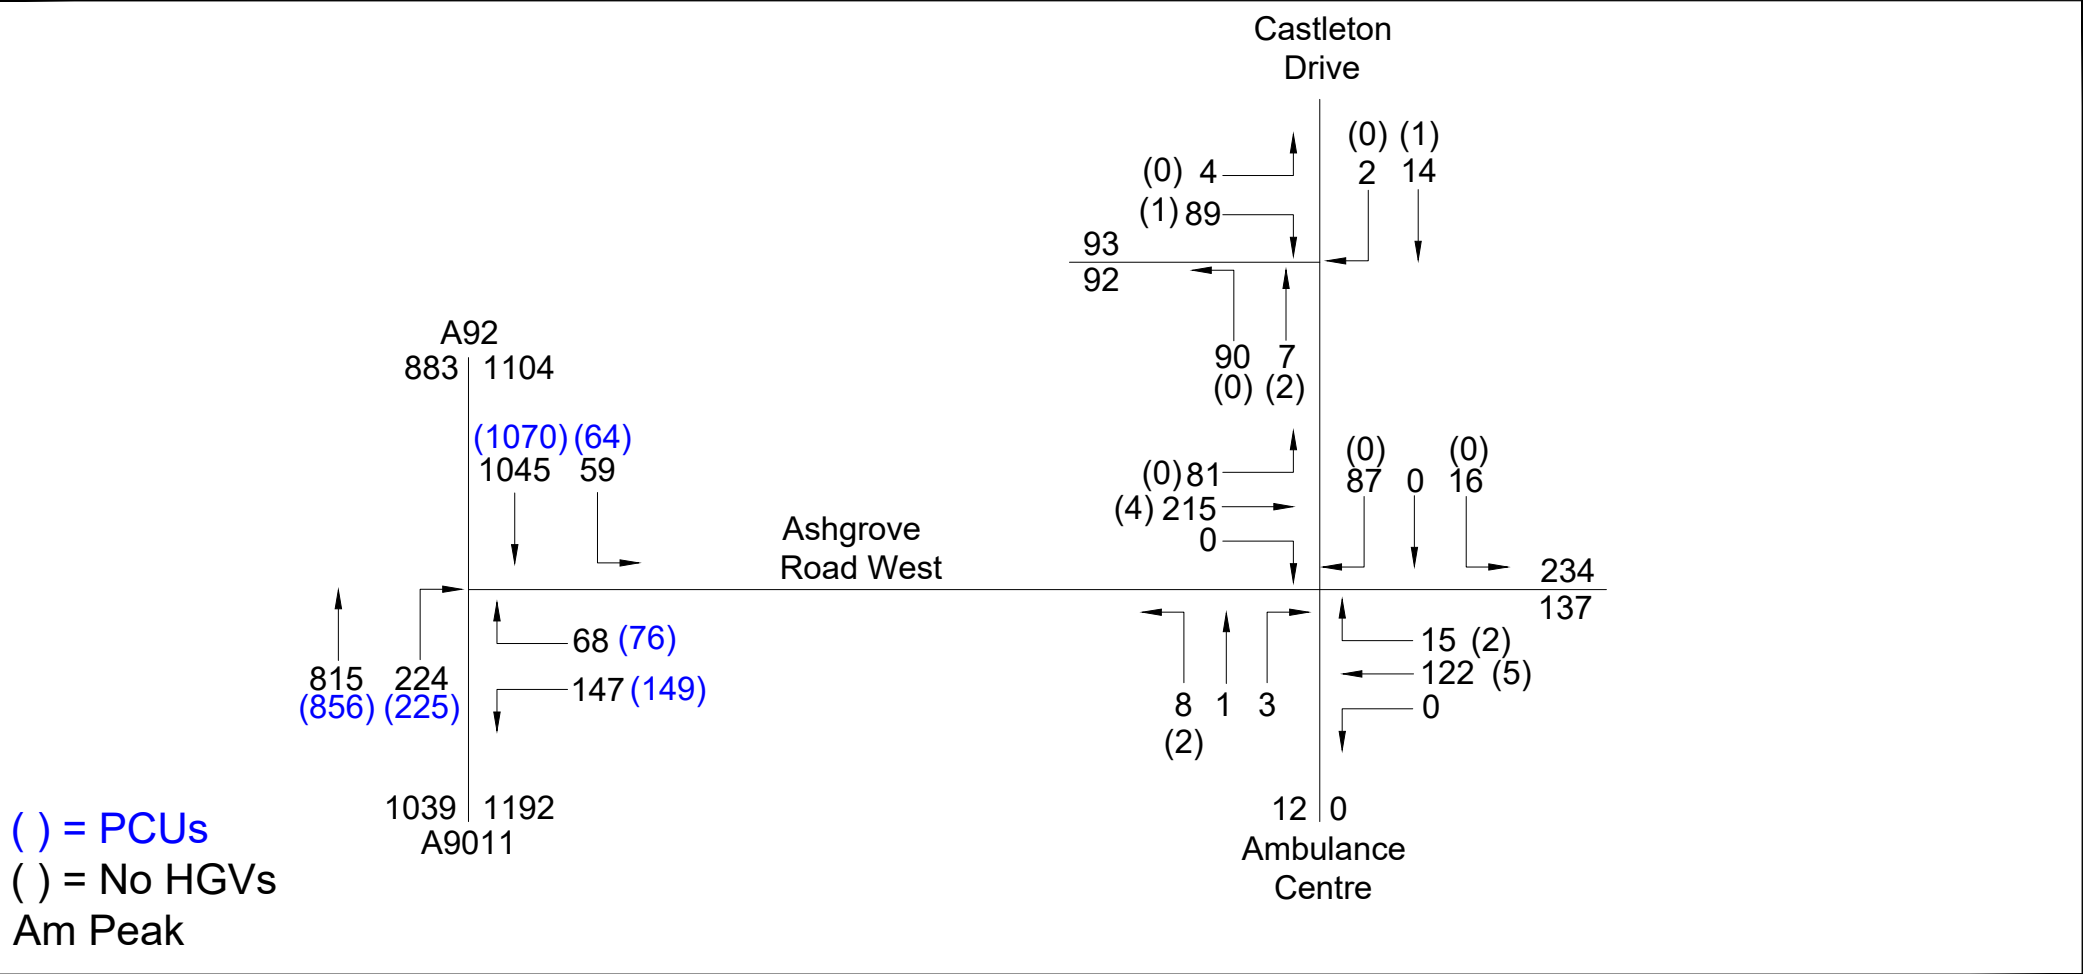 Castleton
Drive
(0) (1)
2 14
(0) 4
(1) 89
93
92
90 7
(0) (2)
A92
883 1104
(1070) (64)
1045 59
(0) 81
(4) 215
0
(0) (0)
87 0 16
Ashgrove
Road West
234
137
68 (76)
147 (149)
815 224
(856) (225)
15 (2)
122 (5)
0
8 1 3
(2)
1039 1192
A9011
12 0
Ambulance
Centre
( ) = PCUs
( ) = No HGVs
Am Peak